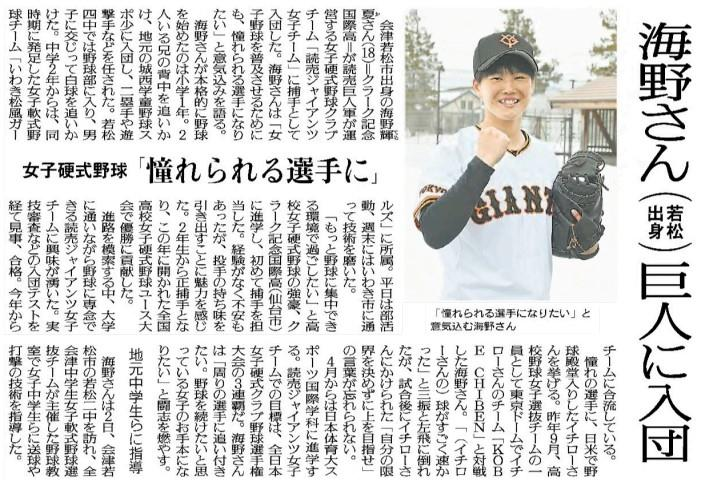 海野さん(若松出身)巨人に入団
女子硬式野球「憧れられる選手に」
会津若松市出身の海野輝
夏さん(18)=クラーク記念
国際高=が読売巨人軍が運
営する女子硬式野球クラブ
チーム「読売ジャイアンツ
女子チーム」に捕手として
入団した。海野さんは「女
子野球を普及させるために
も、憧れられる選手になり
たい」と意気込みを語る。
海野さんが本格的に野球
を始めたのは小学1年。2
人いる兄の背中を追いか
け、地元の城西学童野球ス
ポ少に入団し、二塁手や遊
撃手などを任された。若松
四中では野球部に入り、男
子に交じって白球を追いか
けた。中学2年からは、同
時期に発足した女子軟式野
球チーム「いわき松風ガー
ルズ」に所属。平日は部活
動、週末にはいわき市に通
って技術を磨いた。
「もっと野球に集中でき
る環境で過ごしたい」と高
校女子硬式野球の強豪、ク
ラーク記念国際高(仙台市)
に進学し、初めて捕手を担
当した。経験がなく不安も
あったが、投手の持ち味を
引き出すことに魅力を感じ
た。2年生から正捕手とな
り、この年に開かれた全国
高校女子硬式野球ユース大
会で優勝に貢献した。
進路を模索する中、大学
に通いながら野球に専念で
きる読売ジャイアンツ女子
チームに興味が湧いた。実
技審査などの入団テストを
経て見事、合格。今年から
チームに合流している。
憧れの選手に、日米で野
球殿堂入りしたイチローさ
んを挙げる。昨年9月、高
校野球女子選抜チームの一
員として東京ドームでイチ
ローさんのチーム「KOB
E CHIBEN」と対戦
した海野さん。「(イチロ
ーさんの)球がすごく速か
った」と三振と左飛に倒れ
たが、試合後にイチローさ
んにかけられた「自分の限
界を決めずに上を目指せ」
の言葉が忘れられない。
4月からは日本体育大ス
ポーツ国際学科に進学す
る。読売ジャイアンツ女子
チームでの目標は、全日本
女子硬式クラブ野球選手権
大会の3連覇だ。海野さん
は「周りの選手に追い付き
たい。野球を続けたいと思
っている女子のお手本にな
りたい」と闘志を燃やす。
地元中学生らに指導
海野さんは2日、会津若
松市の若松二中を訪れ、全
会津中学生女子軟式野球選
抜チームが主催した野球教
室で女子中学生らに送球や
打撃の技術を指導した。
TOKYO
GIANTS
「憧れられる選手になりたい」と
意気込む海野さん